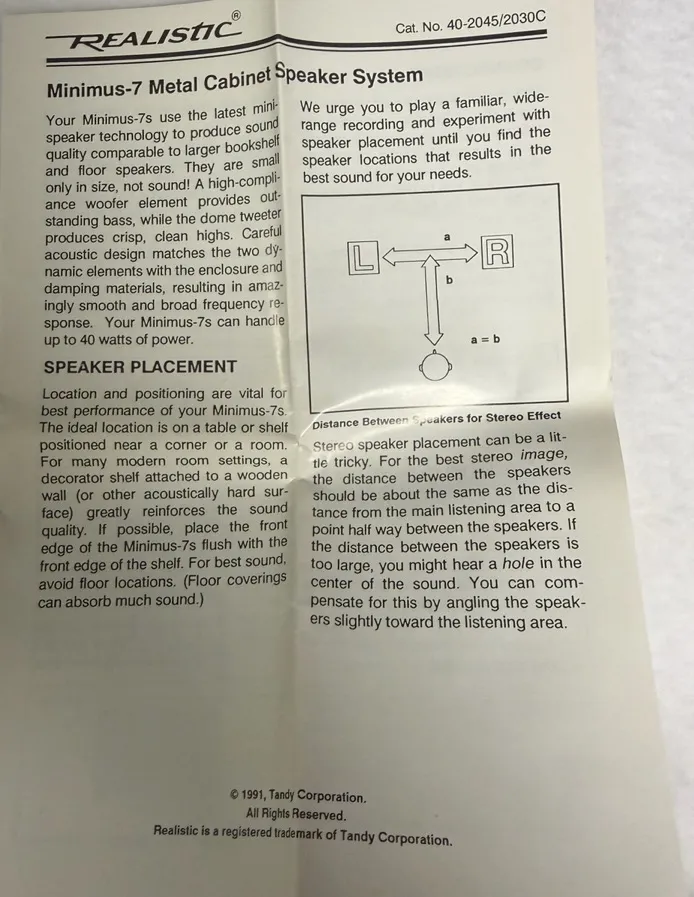 REALISTIC®
Cat. No. 40-2045/2030C
Minimus-7 Metal Cabinet Speaker System
Your Minimus-7s use the latest mini-
speaker technology to produce sound
quality comparable to larger bookshelf
and floor speakers. They are small
only in size, not sound! A high-compli-
ance woofer element provides out-
standing bass, while the dome tweeter
produces crisp, clean highs. Careful
acoustic design matches the two dy-
namic elements with the enclosure and
damping materials, resulting in amaz-
ingly smooth and broad frequency re-
sponse. Your Minimus-7s can handle
up to 40 watts of power.
SPEAKER PLACEMENT
Location and positioning are vital for
best performance of your Minimus-7s.
The ideal location is on a table or shelf
positioned near a corner or a room.
For many modern room settings, a
decorator shelf attached to a wooden
wall (or other acoustically hard sur-
face) greatly reinforces the sound
quality. If possible, place the front
edge of the Minimus-7s flush with the
front edge of the shelf. For best sound,
avoid floor locations. (Floor coverings
can absorb much sound.)
We urge you to play a familiar, wide-
range recording and experiment with
speaker placement until you find the
speaker locations that results in the
best sound for your needs.
L
a
R
b
a = b
Distance Between Speakers for Stereo Effect
Stereo speaker placement can be a lit-
tle tricky. For the best stereo image,
the distance between the speakers
should be about the same as the dis-
tance from the main listening area to a
point half way between the speakers. If
the distance between the speakers is
too large, you might hear a hole in the
center of the sound. You can com-
pensate for this by angling the speak-
ers slightly toward the listening area.
© 1991, Tandy Corporation.
All Rights Reserved.
Realistic is a registered trademark of Tandy Corporation.